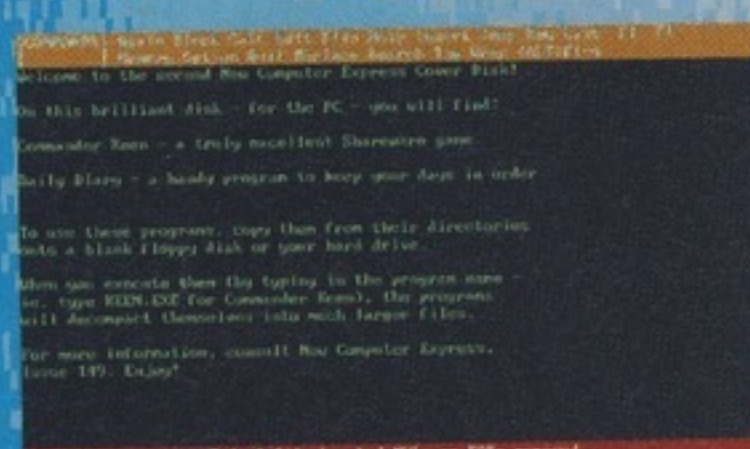 Welcome to the second New Computer Express Cover Disk!
On this brilliant disk - for the PC - you will find:
Commander Keen - a truly excellent Shareware game
Daily Diary - a handy program to keep your days in order
To use these programs, copy them from their directories
onto a blank floppy disk or your hard drive.
When you execute them (by typing in the program name -
ie, type KEEN.EXE for Commander Keen), the programs
will decompact themselves into much larger files.
For more information, consult New Computer Express,
Issue 149. Enjoy!